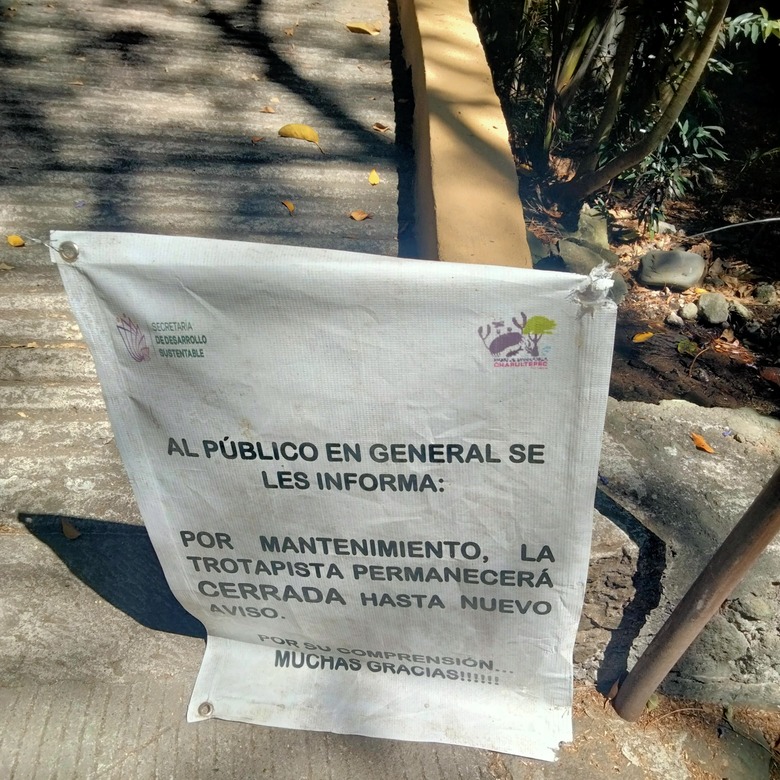 SECRETARÍA
DE DESARROLLO
SUSTENTABLE
CHAPULTEPEC
AL PÚBLICO EN GENERAL SE
LES INFORMA:
POR MANTENIMIENTO, LA
TROTAPISTA PERMANECERÁ
CERRADA HASTA NUEVO
AVISO.
POR SU COMPRENSIÓN...
MUCHAS GRACIAS!!!!!!